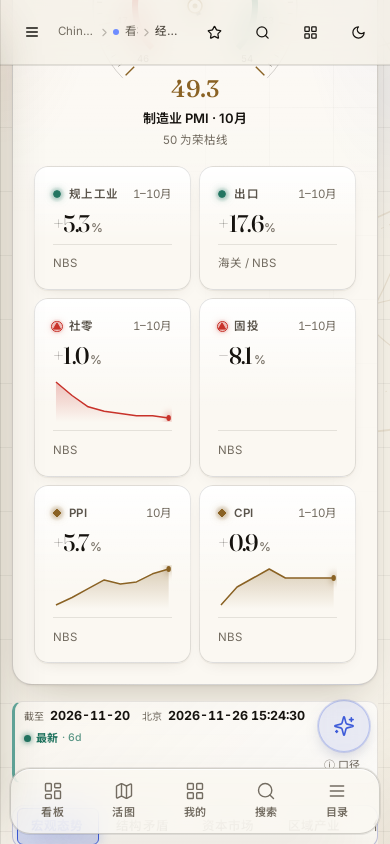 Chin... › 看 › 经...
49.3
制造业 PMI · 10月
50 为荣枯线
规上工业 1–10月
+5.3%
NBS
出口 1–10月
+17.6%
海关 / NBS
社零 1–10月
+1.0%
NBS
固投 1–10月
−8.1%
NBS
PPI 10月
+5.7%
NBS
CPI 10月
+0.9%
NBS
截至 2026-11-20 北京 2026-11-26 15:24:30
最新 · 6d
口径
看板 活图 我的 搜索 目录